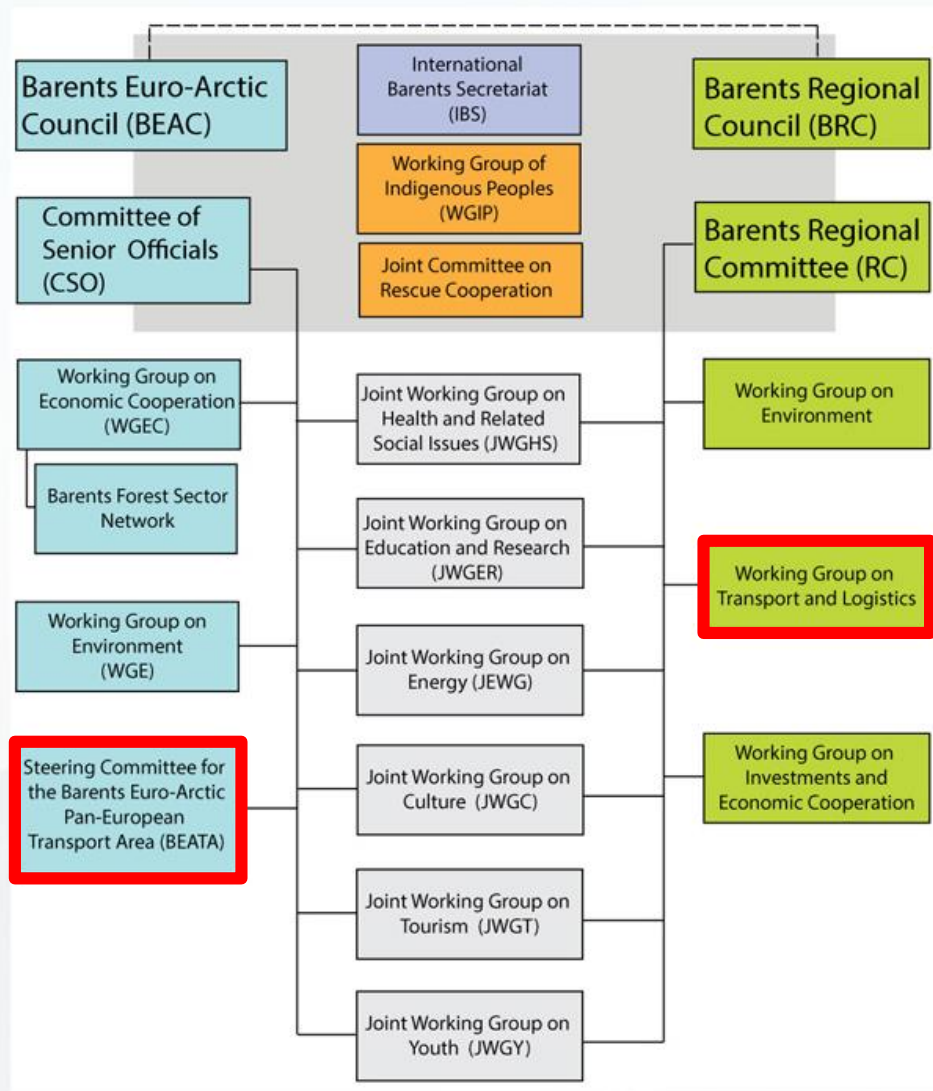 Barents Euro-Arctic
Council (BEAC)
International
Barents Secretariat
(IBS)
Barents Regional
Council (BRC)
Working Group of
Indigenous Peoples
(WGIP)
Committee of
Senior Officials
(CSO)
Joint Committee on
Rescue Cooperation
Barents Regional
Committee (RC)
Working Group on
Economic Cooperation
(WGEC)
Joint Working Group on
Health and Related
Social Issues (JWGHS)
Working Group on
Environment
Barents Forest Sector
Network
Joint Working Group on
Education and Research
(JWGER)
Working Group on
Transport and Logistics
Working Group on
Environment
(WGE)
Joint Working Group on
Energy (JEWG)
Steering Committee for
the Barents Euro-Arctic
Pan-European
Transport Area (BEATA)
Joint Working Group on
Culture (JWGC)
Working Group on
Investments and
Economic Cooperation
Joint Working Group on
Tourism (JWGT)
Joint Working Group on
Youth (JWGY)